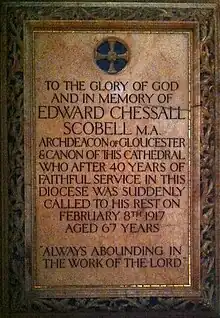 TO THE GLORY OF GOD
AND IN MEMORY OF
EDWARD CHESSALL
SCOBELL M.A.
ARCHDEACON OF GLOUCESTER
& CANON OF THIS CATHEDRAL
WHO AFTER 40 YEARS OF
FAITHFUL SERVICE IN THIS
DIOCESE WAS SUDDENLY
CALLED TO HIS REST ON
FEBRUARY 8TH 1917
AGED 67 YEARS
"ALWAYS ABOUNDING IN
THE WORK OF THE LORD"